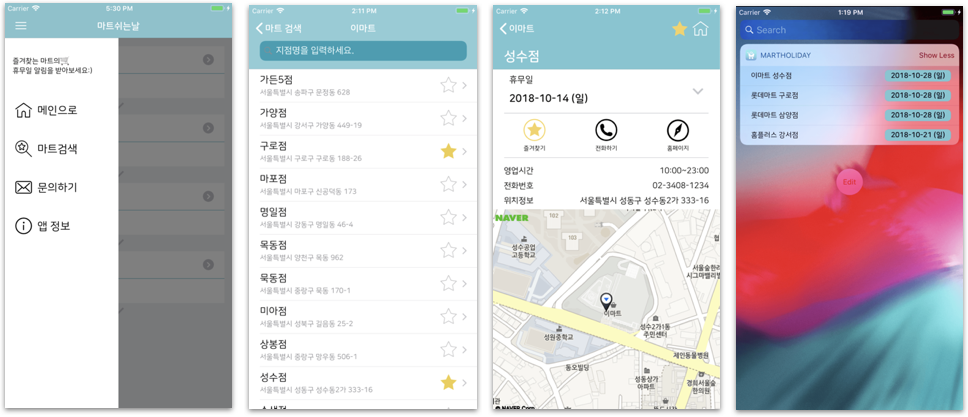 Carrier 5:30 PM
마트쉬는날
즐겨찾는 마트의
휴무일 알림을 받아보세요:)
메인으로
마트검색
문의하기
앱 정보
Carrier 2:11 PM
마트 검색 이마트
지점명을 입력하세요.
가든5점
서울특별시 송파구 문정동 628
가양점
서울특별시 강서구 가양동 449-19
구로점
서울특별시 구로구 구로동 188-26
마포점
서울특별시 마포구 신공덕동 173
명일점
서울특별시 강동구 명일동 46-4
목동점
서울특별시 양천구 목동 962
묵동점
서울특별시 중랑구 묵동 170-1
미아점
서울특별시 성북구 길음동 25-2
상봉점
서울특별시 중랑구 망우동 506-1
성수점
서울특별시 성동구 성수동2가 333-16
Carrier 2:12 PM
이마트
성수점
휴무일
2018-10-14 (일)
즐겨찾기 전화하기 홈페이지
영업시간 10:00~23:00
전화번호 02-3408-1234
위치정보 서울특별시 성동구 성수동2가 333-16
NAVER
103
102
성수공업
고등학교
서울숲한라
시그마밸리
이마트
성수2가1동
주민센터
성원중학교
제인동물병원
동오빌딩
성동상가
아파트
경희서울숲
한의원
© NAVER Corp.
Carrier 1:19 PM
Search
MARTHOLIDAY Show Less
이마트 성수점 2018-10-28 (일)
롯데마트 구로점 2018-10-28 (일)
롯데마트 삼양점 2018-10-28 (일)
홈플러스 강서점 2018-10-21 (일)
Edit